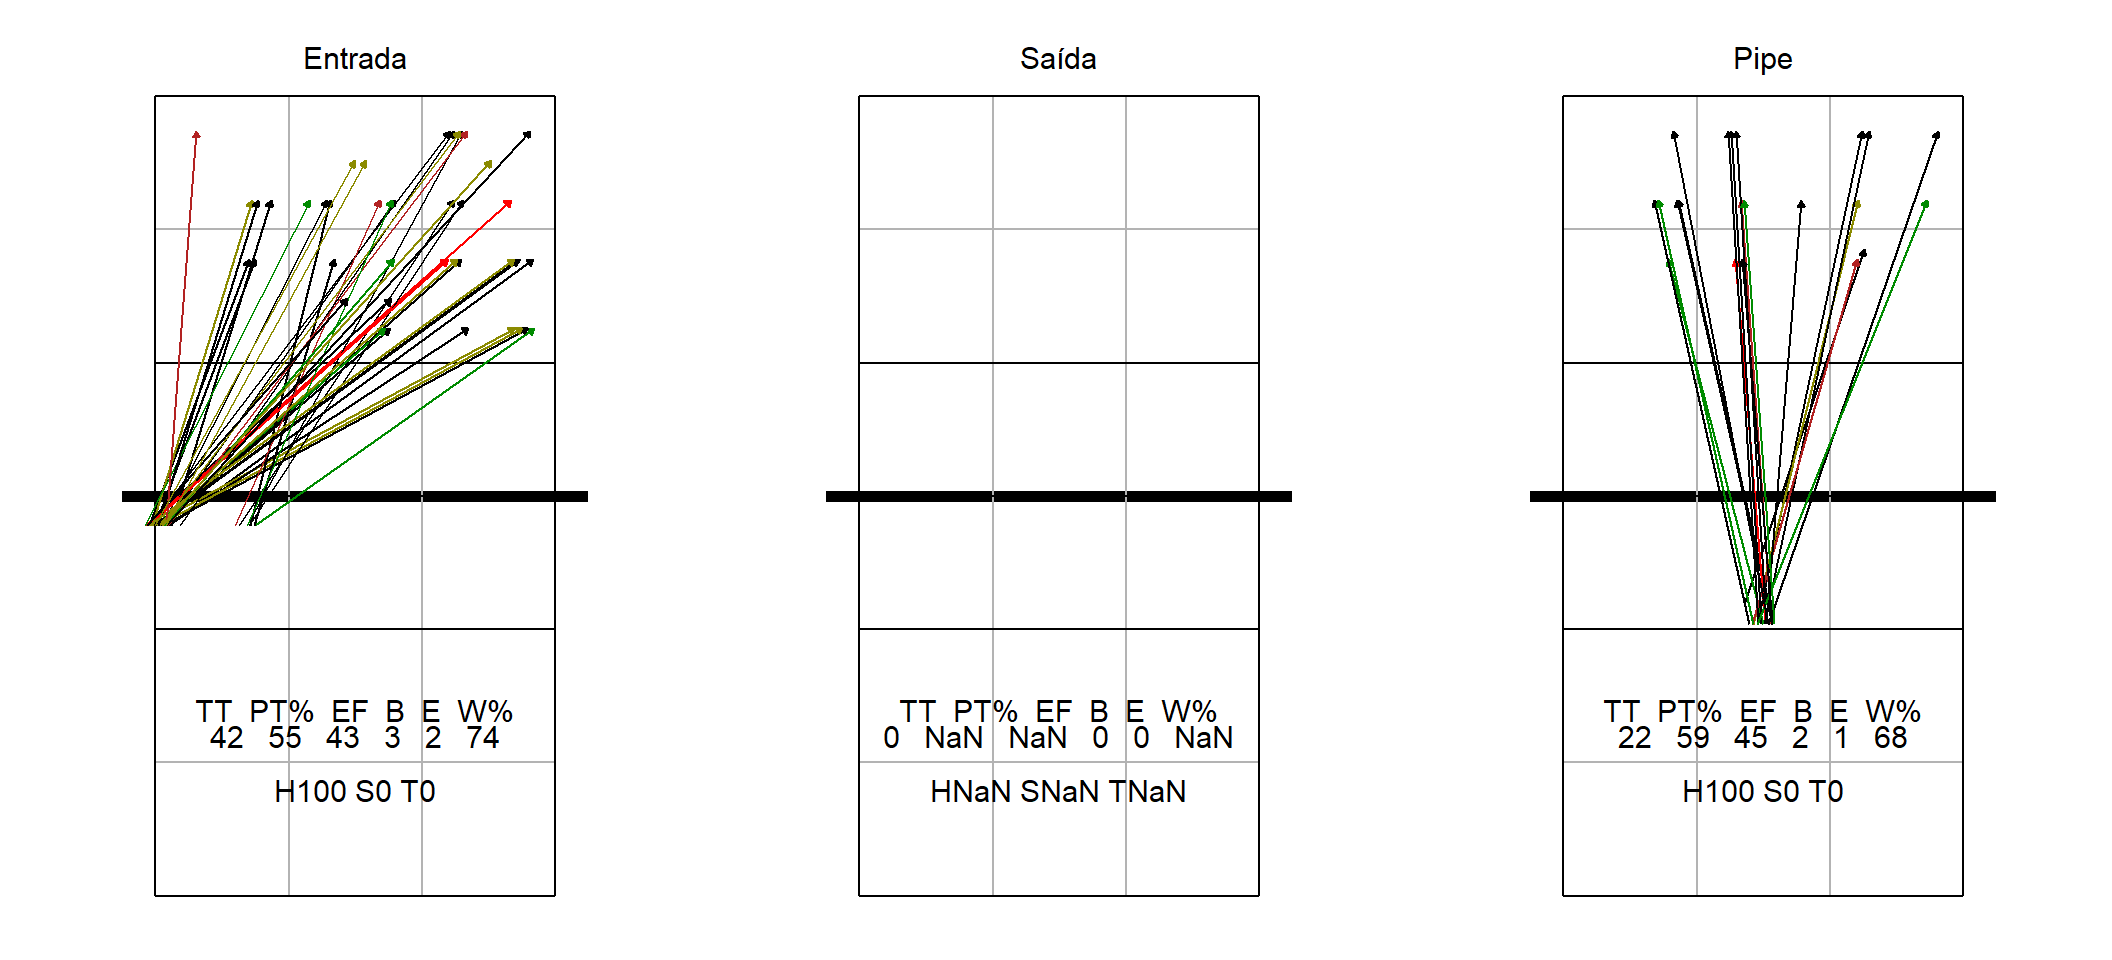 Entrada
TT PT% EF B E W%
42 55 43 3 2 74
H100 S0 T0
Saída
TT PT% EF B E W%
0 NaN NaN 0 0 NaN
HNaN SNaN TNaN
Pipe
TT PT% EF B E W%
22 59 45 2 1 68
H100 S0 T0